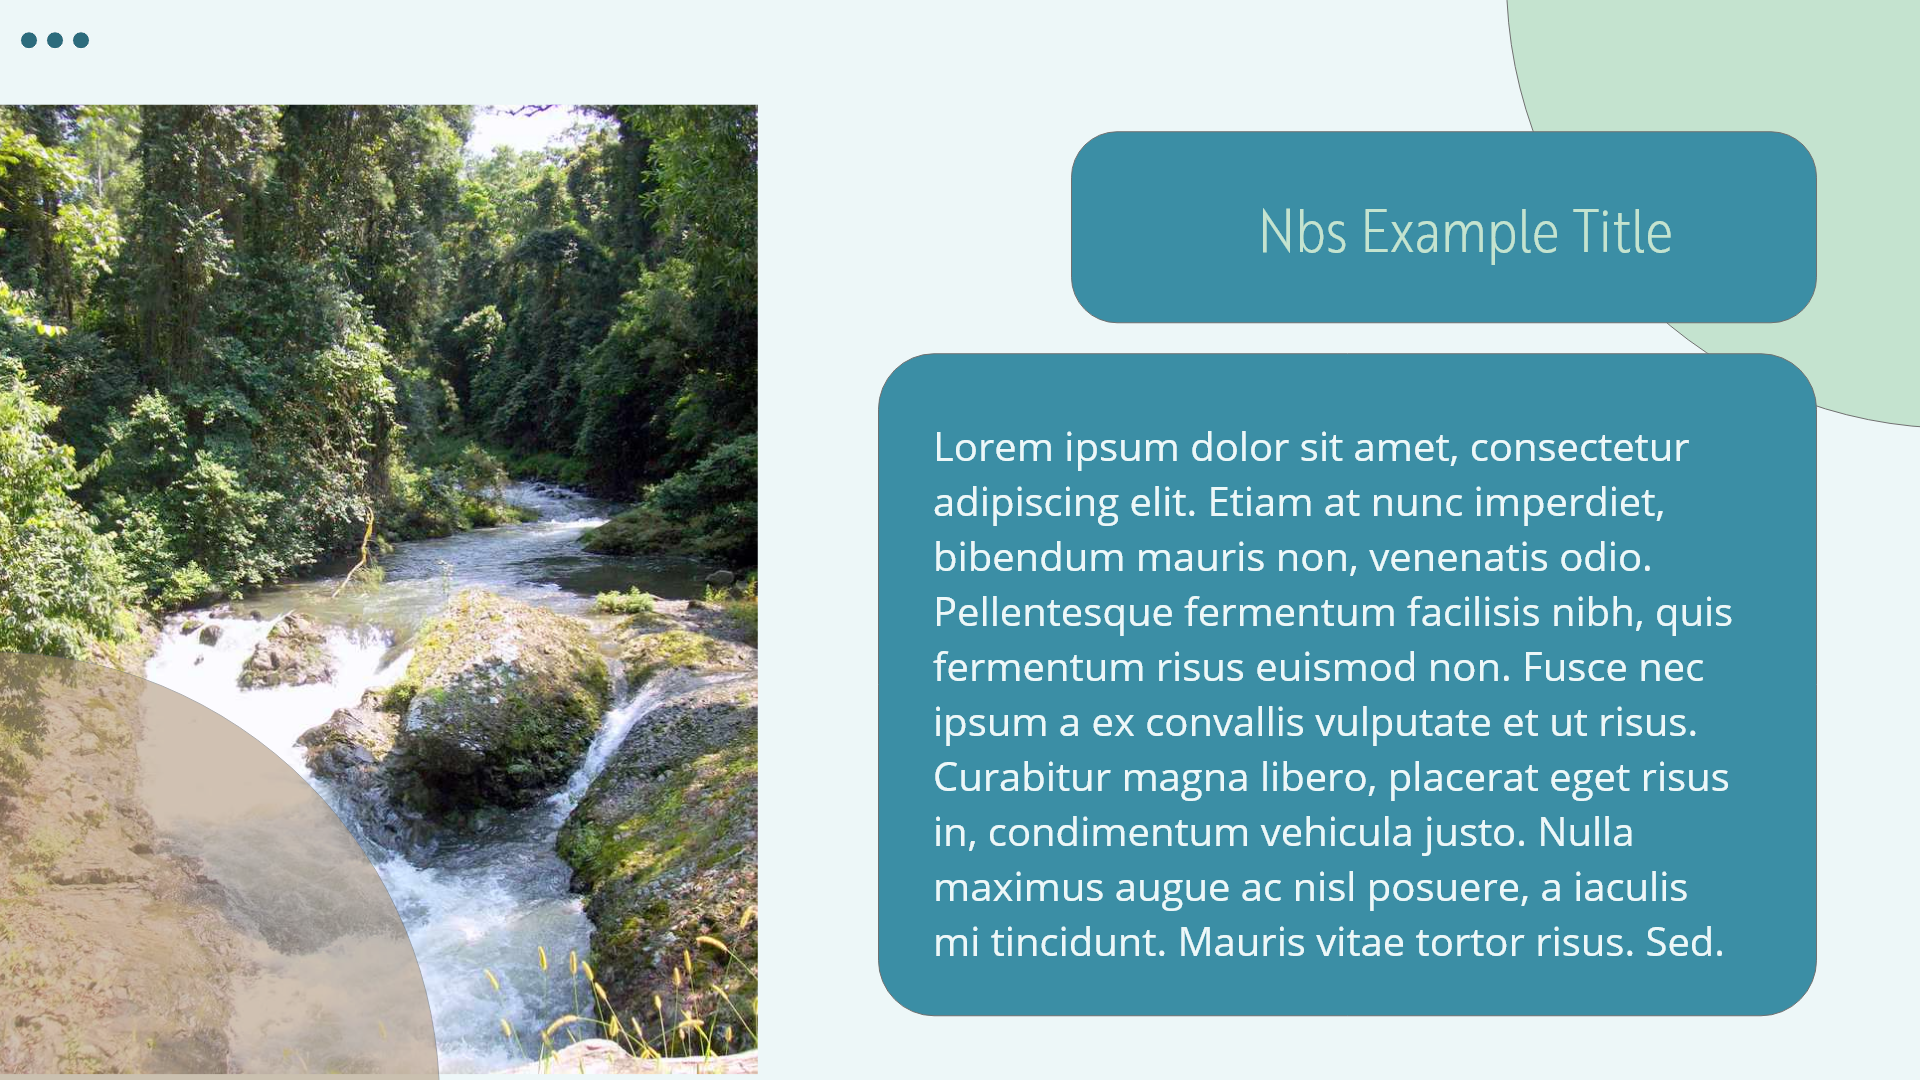 Nbs Example Title
Lorem ipsum dolor sit amet, consectetur
adipiscing elit. Etiam at nunc imperdiet,
bibendum mauris non, venenatis odio.
Pellentesque fermentum facilisis nibh, quis
fermentum risus euismod non. Fusce nec
ipsum a ex convallis vulputate et ut risus.
Curabitur magna libero, placerat eget risus
in, condimentum vehicula justo. Nulla
maximus augue ac nisl posuere, a iaculis
mi tincidunt. Mauris vitae tortor risus. Sed.